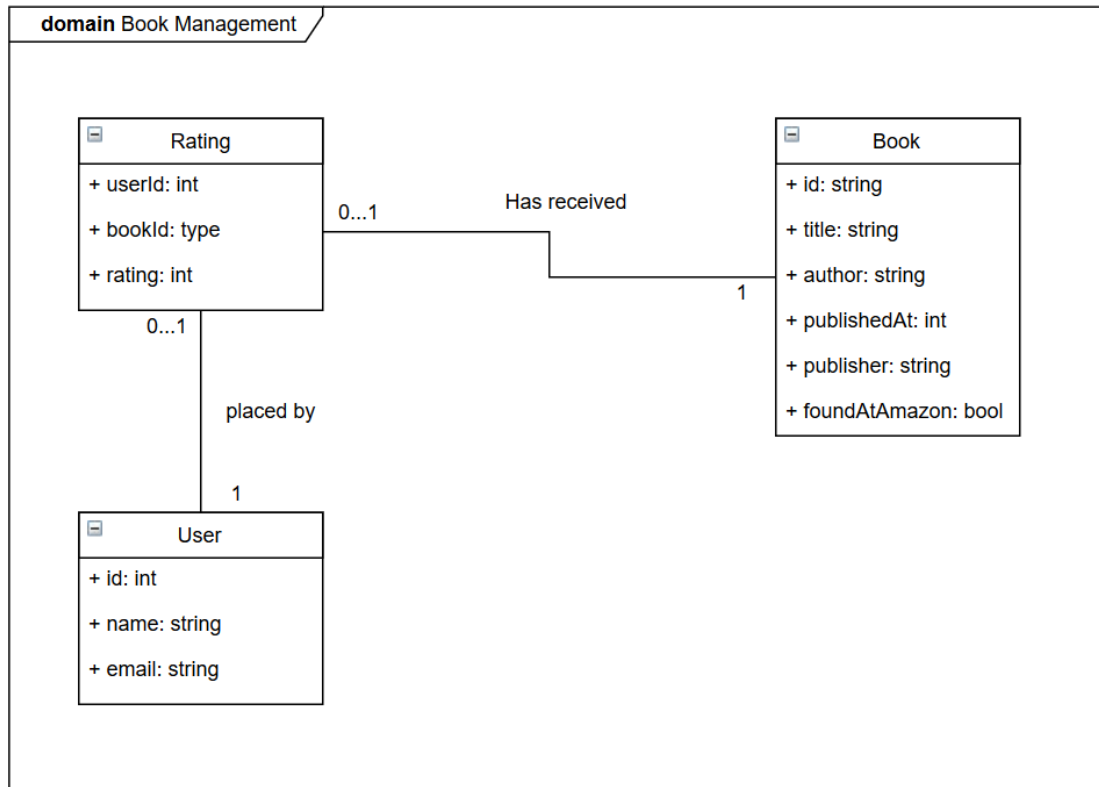 domain Book Management
Rating
+ userId: int
+ bookId: type
+ rating: int
0...1
Has received
1
Book
+ id: string
+ title: string
+ author: string
+ publishedAt: int
+ publisher: string
+ foundAtAmazon: bool
0...1
placed by
1
User
+ id: int
+ name: string
+ email: string